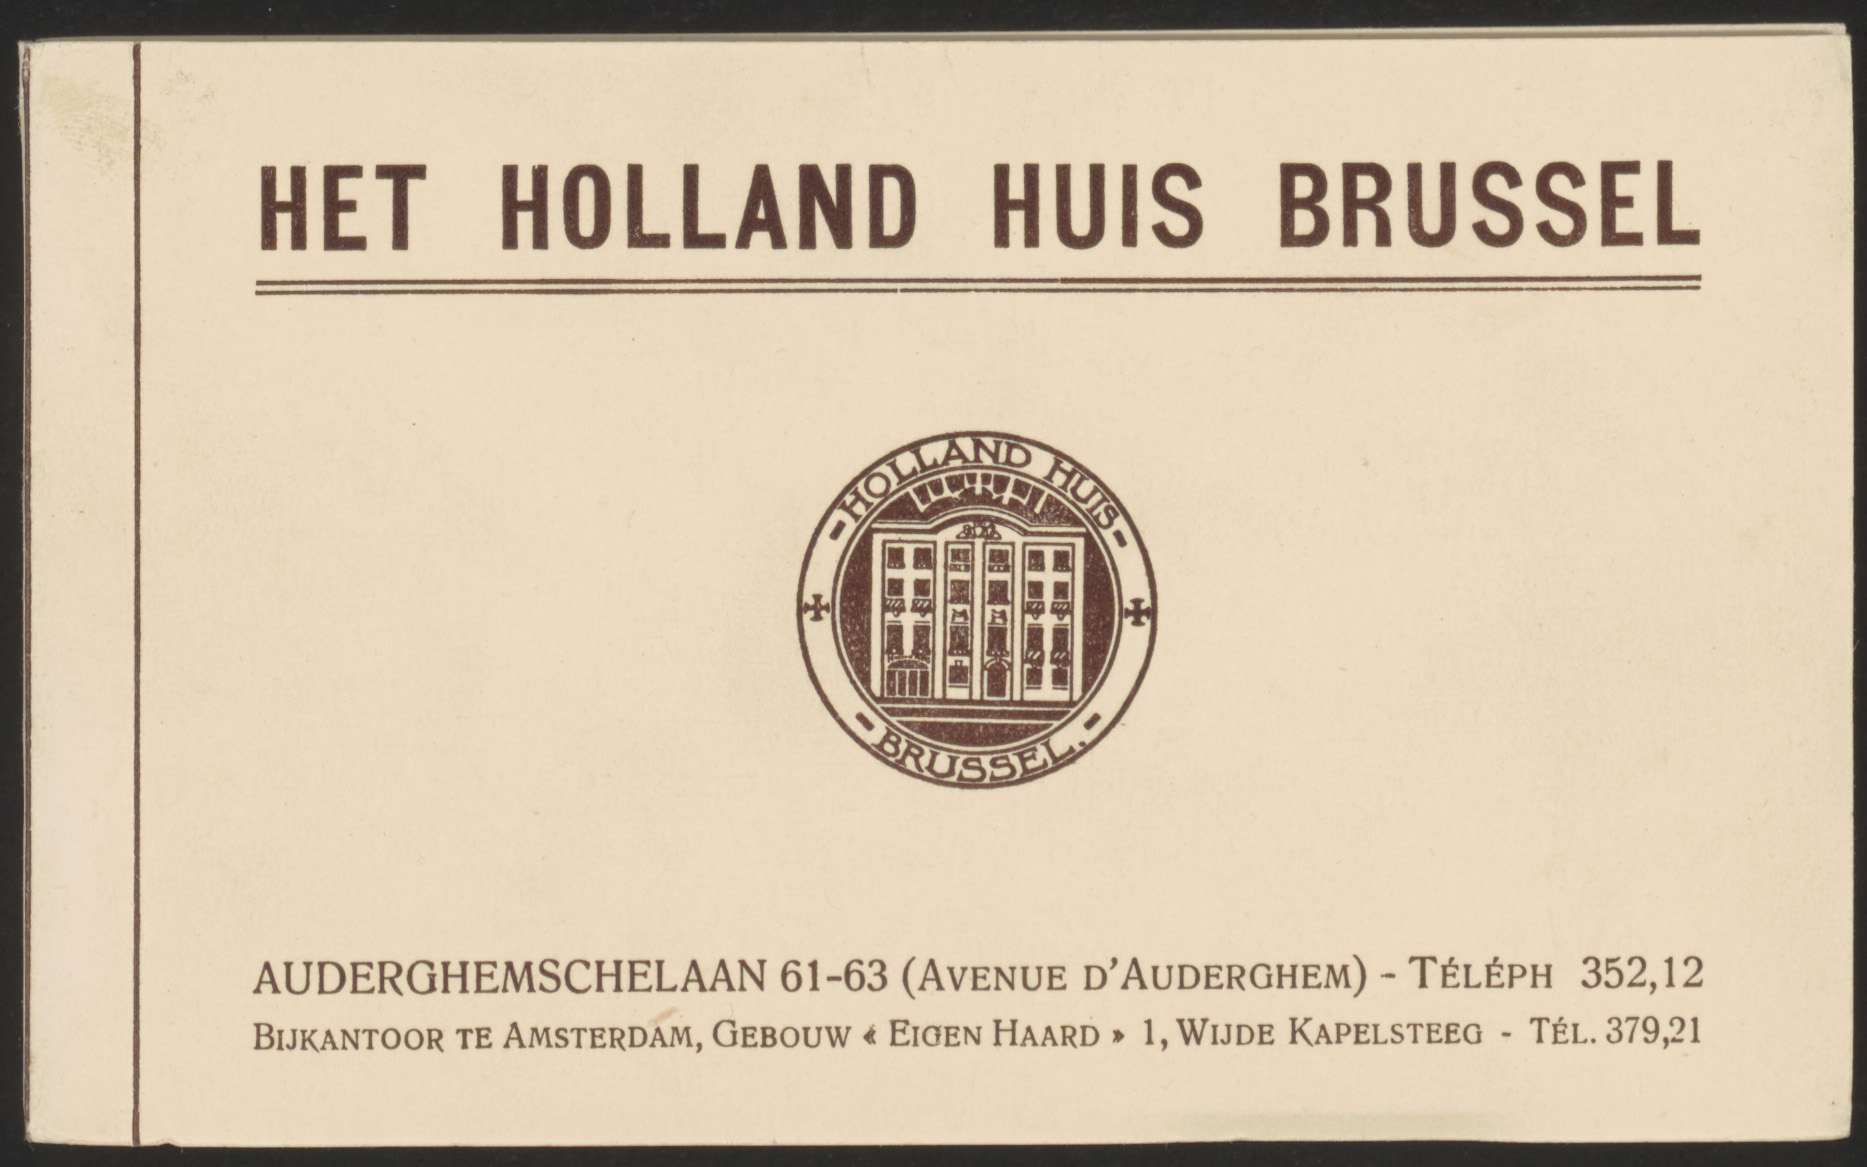 HET HOLLAND HUIS BRUSSEL
- HOLLAND HUIS -
- BRUSSEL. -
AUDERGHEMSCHELAAN 61-63 (AVENUE D'AUDERGHEM) - TÉLÉPH 352,12
BIJKANTOOR TE AMSTERDAM, GEBOUW « EIGEN HAARD » 1, WIJDE KAPELSTEEG - TÉL. 379,21